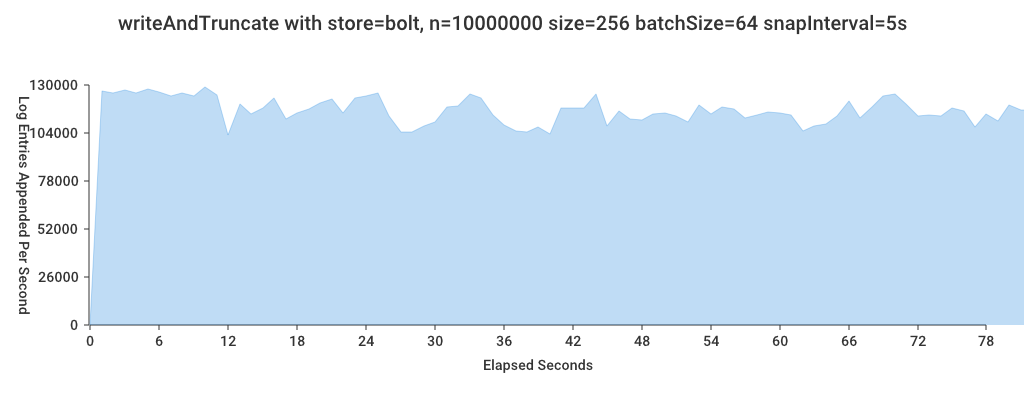 writeAndTruncate with store=bolt, n=10000000 size=256 batchSize=64 snapInterval=5s
Log Entries Appended Per Second
130000
104000
78000
52000
26000
0
0 6 12 18 24 30 36 42 48 54 60 66 72 78
Elapsed Seconds